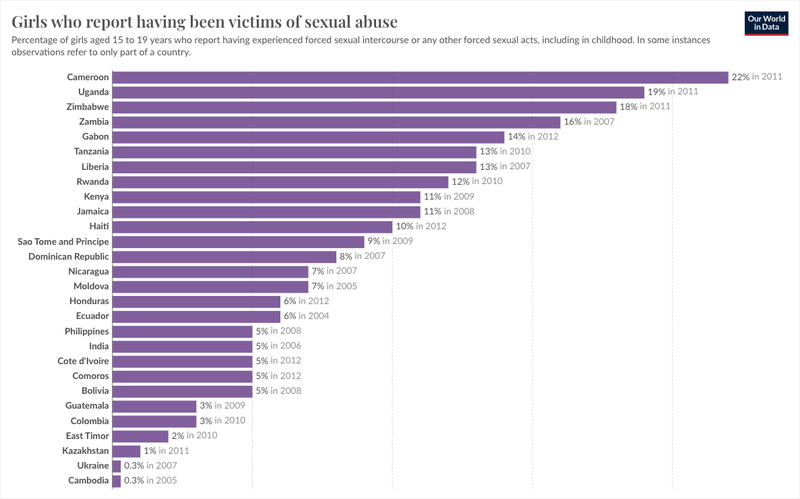 Girls who report having been victims of sexual abuse
Our World
in Data
Percentage of girls aged 15 to 19 years who report having experienced forced sexual intercourse or any other forced sexual acts, including in childhood. In some instances
observations refer to only part of a country.
Cameroon 22% in 2011
Uganda 19% in 2011
Zimbabwe 18% in 2011
Zambia 16% in 2007
Gabon 14% in 2012
Tanzania 13% in 2010
Liberia 13% in 2007
Rwanda 12% in 2010
Kenya 11% in 2009
Jamaica 11% in 2008
Haiti 10% in 2012
Sao Tome and Principe 9% in 2009
Dominican Republic 8% in 2007
Nicaragua 7% in 2007
Moldova 7% in 2005
Honduras 6% in 2012
Ecuador 6% in 2004
Philippines 5% in 2008
India 5% in 2006
Cote d'Ivoire 5% in 2012
Comoros 5% in 2012
Bolivia 5% in 2008
Guatemala 3% in 2009
Colombia 3% in 2010
East Timor 2% in 2010
Kazakhstan 1% in 2011
Ukraine 0.3% in 2007
Cambodia 0.3% in 2005